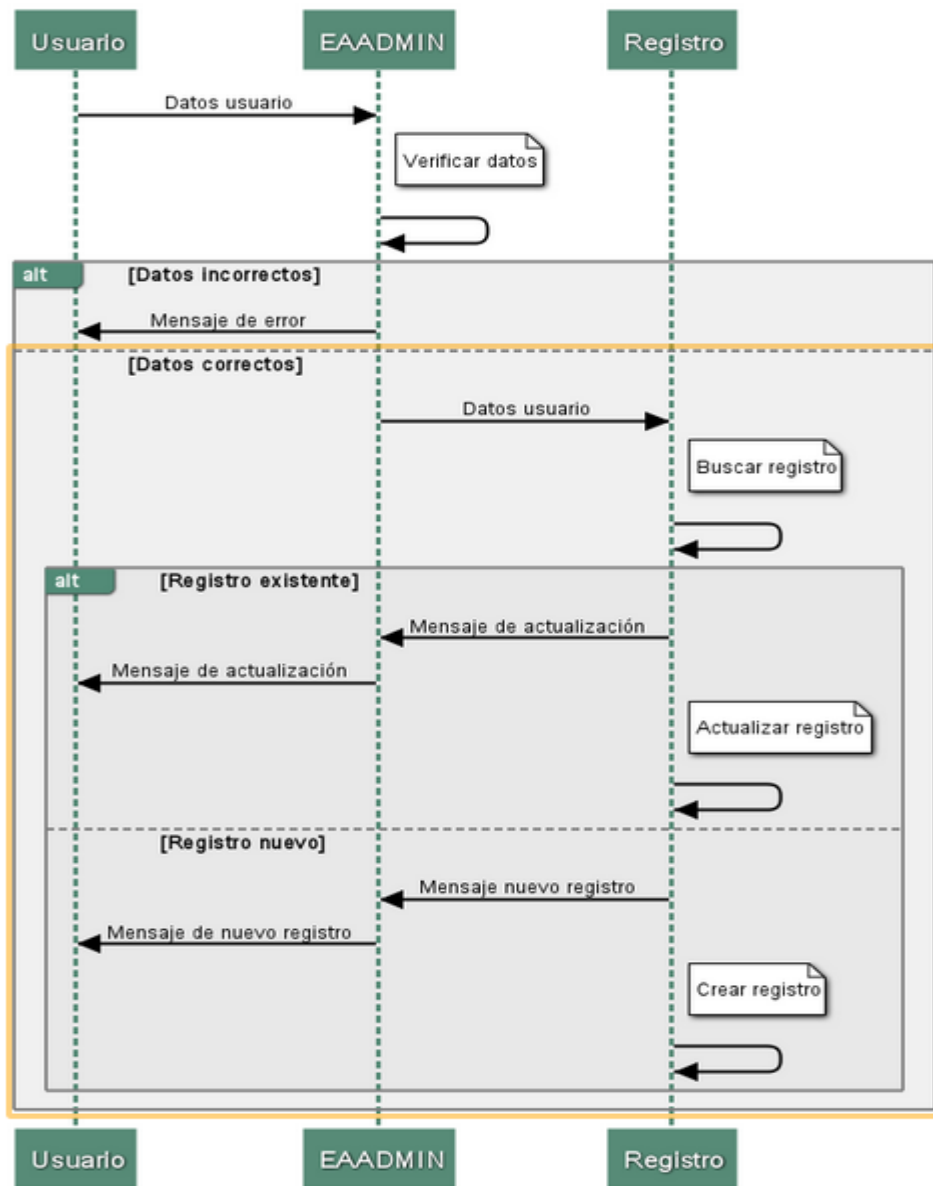 Usuario
EAADMIN
Registro
Datos usuario
Verificar datos
alt
[Datos incorrectos]
Mensaje de error
[Datos correctos]
Datos usuario
Buscar registro
alt
[Registro existente]
Mensaje de actualización
Mensaje de actualización
Actualizar registro
[Registro nuevo]
Mensaje nuevo registro
Mensaje de nuevo registro
Crear registro
Usuario
EAADMIN
Registro